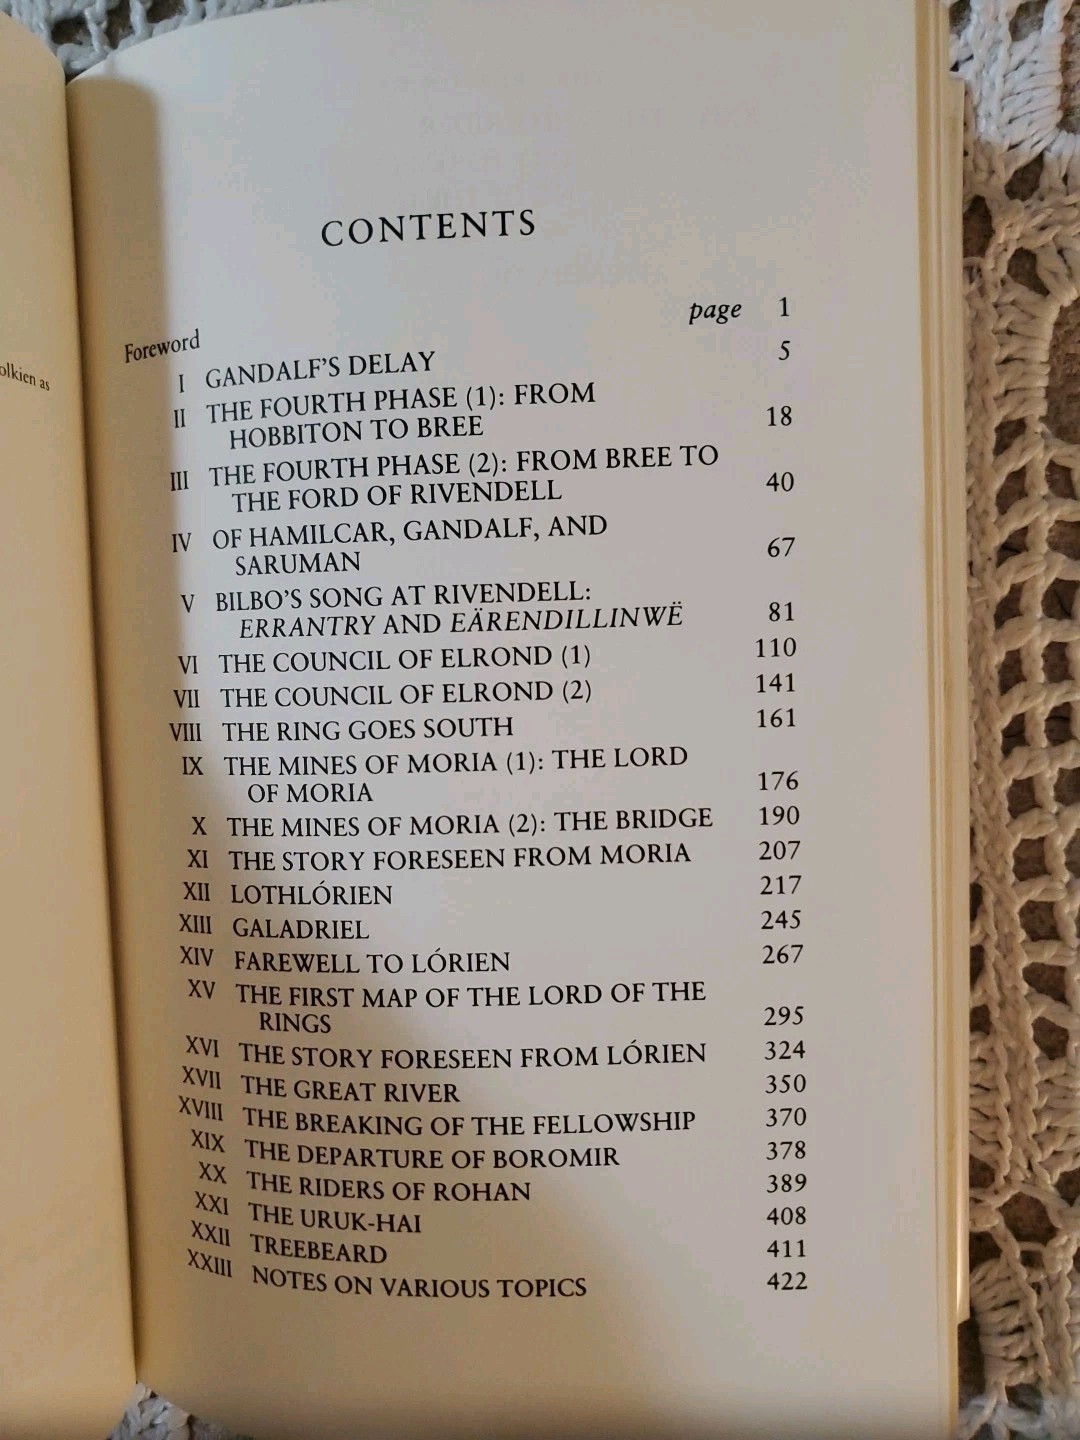 olkien as
CONTENTS
page 1
Foreword
I GANDALF'S DELAY 5
II THE FOURTH PHASE (1): FROM
HOBBITON TO BREE 18
III THE FOURTH PHASE (2): FROM BREE TO
THE FORD OF RIVENDELL 40
IV OF HAMILCAR, GANDALF, AND
SARUMAN 67
V BILBO'S SONG AT RIVENDELL:
ERRANTRY AND EÄRENDILLINWË 81
VI THE COUNCIL OF ELROND (1) 110
VII THE COUNCIL OF ELROND (2) 141
VIII THE RING GOES SOUTH 161
IX THE MINES OF MORIA (1): THE LORD
OF MORIA 176
X THE MINES OF MORIA (2): THE BRIDGE 190
XI THE STORY FORESEEN FROM MORIA 207
XII LOTHLÓRIEN 217
XIII GALADRIEL 245
XIV FAREWELL TO LÓRIEN 267
XV THE FIRST MAP OF THE LORD OF THE
RINGS 295
XVI THE STORY FORESEEN FROM LÓRIEN 324
XVII THE GREAT RIVER 350
XVIII THE BREAKING OF THE FELLOWSHIP 370
XIX THE DEPARTURE OF BOROMIR 378
XX THE RIDERS OF ROHAN 389
XXI THE URUK-HAI 408
XXII TREEBEARD 411
XXIII NOTES ON VARIOUS TOPICS 422